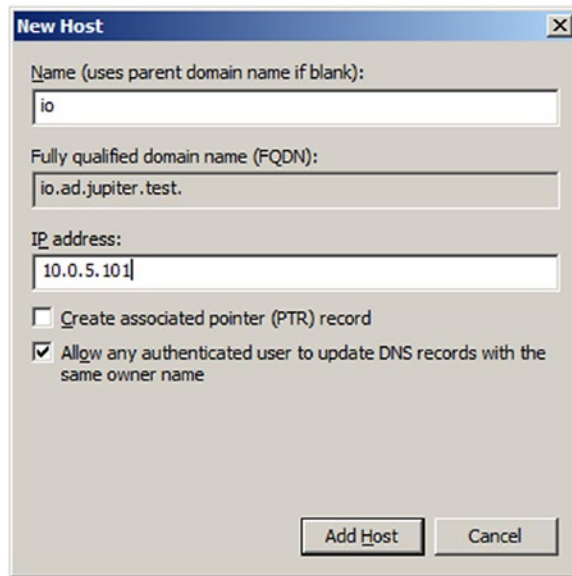 New Host
Name (uses parent domain name if blank):
io
Fully qualified domain name (FQDN):
io.ad.jupiter.test.
IP address:
10.0.5.101
Create associated pointer (PTR) record
Allow any authenticated user to update DNS records with the
same owner name
Add Host
Cancel